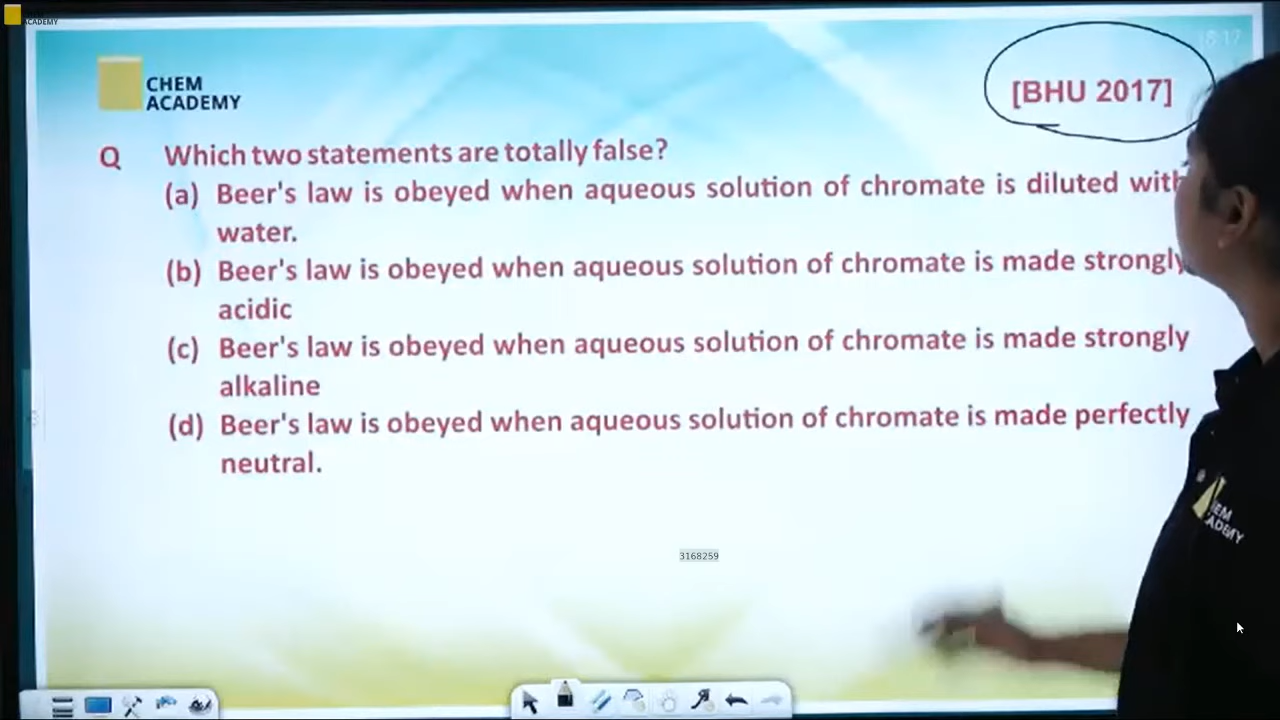 ACADEMY
18:17
CHEM
ACADEMY
[BHU 2017]
Q Which two statements are totally false?
(a) Beer's law is obeyed when aqueous solution of chromate is diluted with
water.
(b) Beer's law is obeyed when aqueous solution of chromate is made strongly
acidic
(c) Beer's law is obeyed when aqueous solution of chromate is made strongly
alkaline
(d) Beer's law is obeyed when aqueous solution of chromate is made perfectly
neutral.
3168259